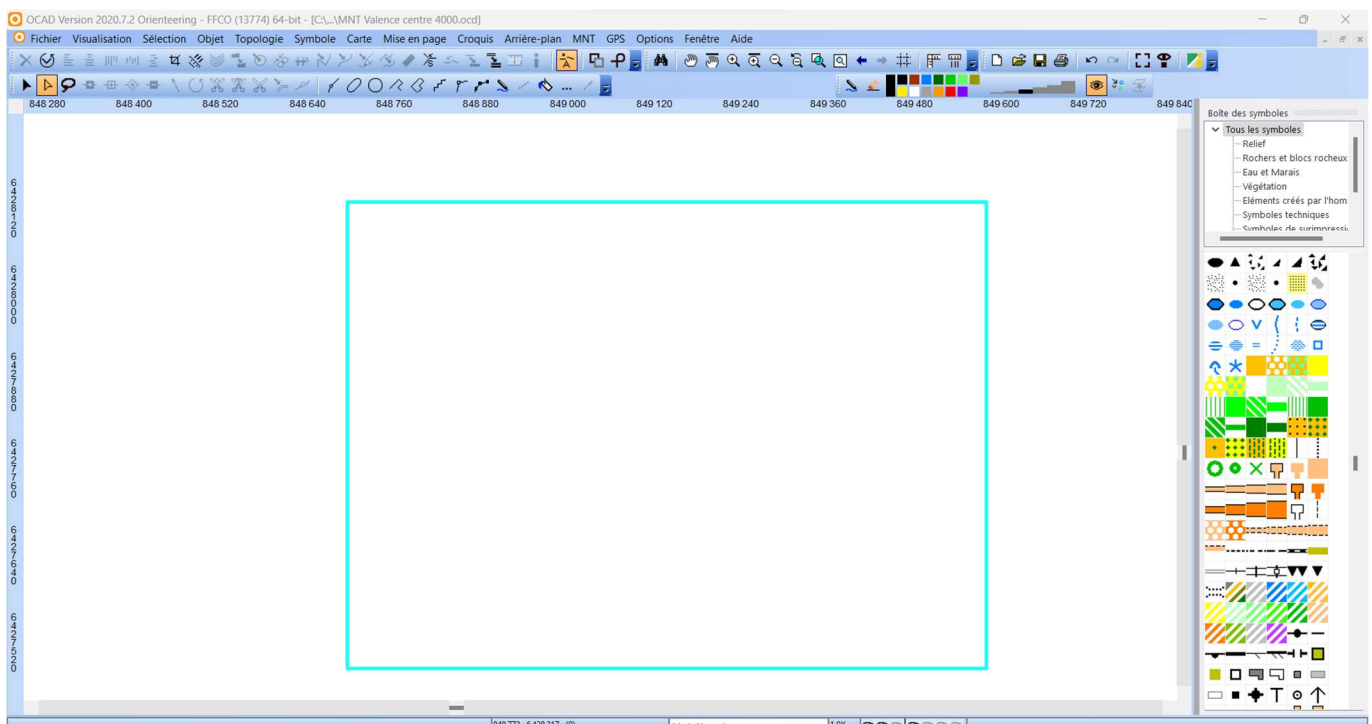 OCAD Version 2020.7.2 Orienteering - FFCO (13774) 64-bit - [C:\...\MNT Valence centre 4000.ocd]
Fichier Visualisation Sélection Objet Topologie Symbole Carte Mise en page Croquis Arrière-plan MNT GPS Options Fenêtre Aide
848 280 848 400 848 520 848 640 848 760 848 880 849 000 849 120 849 240 849 360 849 480 849 600 849 720 849 840
Boîte des symboles
Tous les symboles
Relief
Rochers et blocs rocheux
Eau et Marais
Végétation
Eléments créés par l'hom
Symboles techniques
Symboles de surimpressi
6428120
6428000
6427880
6427760
6427640
6427520